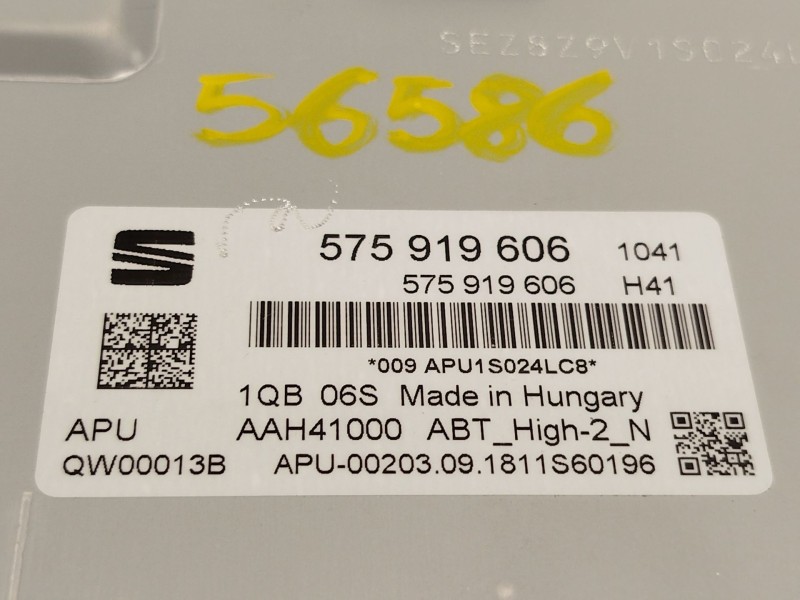 SEZ8Z9V1S024
56586
575 919 606 1041
575 919 606 H41
*009 APU1S024LC8*
1QB 06S Made in Hungary
APU AAH41000 ABT_High-2_N
QW00013B APU-00203.09.1811S60196